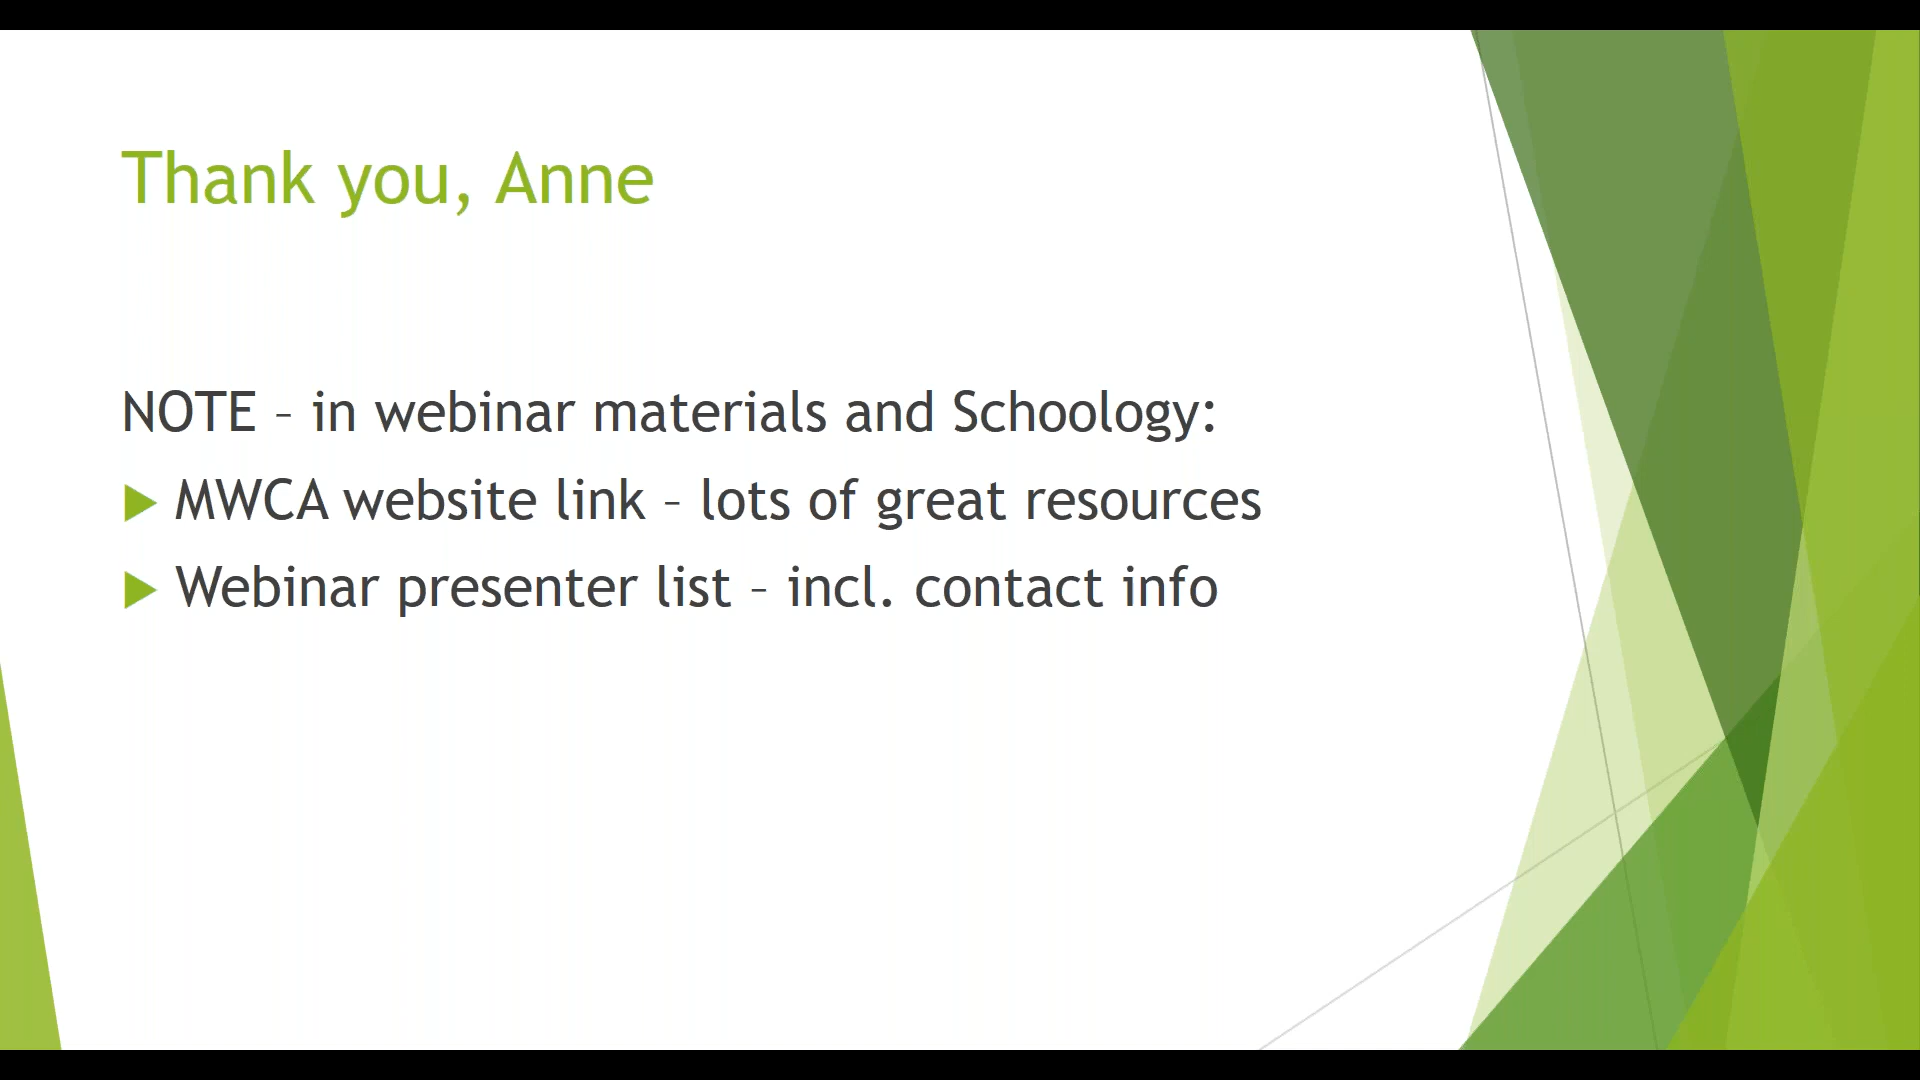 Thank you, Anne
NOTE – in webinar materials and Schoology:
MWCA website link – lots of great resources
Webinar presenter list – incl. contact info